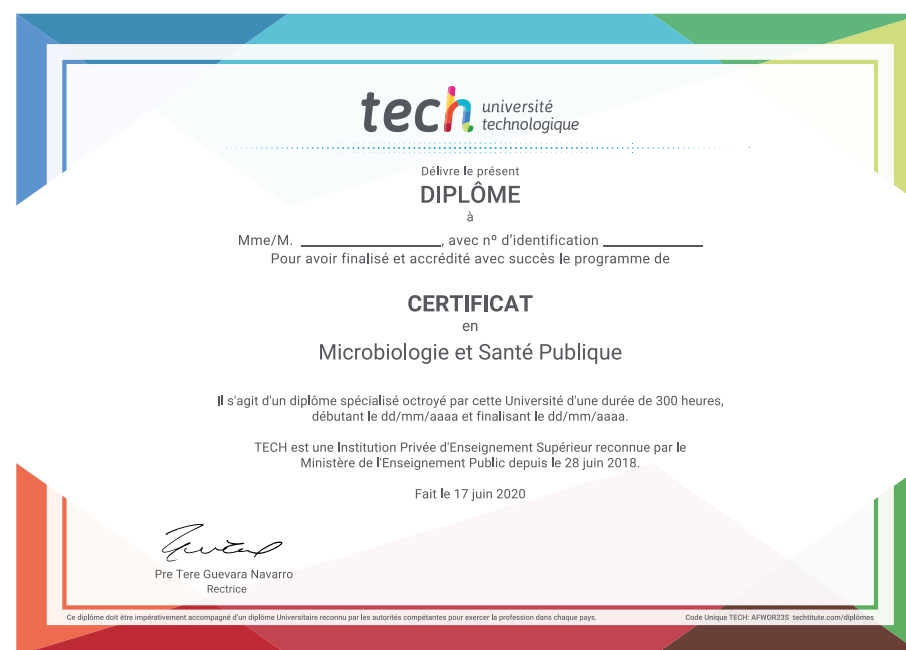 tech université
technologique
Délivre le présent
DIPLÔME
à
Mme/M. ____________________, avec nº d'identification ______________
Pour avoir finalisé et accrédité avec succès le programme de
CERTIFICAT
en
Microbiologie et Santé Publique
Il s'agit d'un diplôme spécialisé octroyé par cette Université d'une durée de 300 heures,
débutant le dd/mm/aaaa et finalisant le dd/mm/aaaa.
TECH est une Institution Privée d'Enseignement Supérieur reconnue par le
Ministère de l'Enseignement Public depuis le 28 juin 2018.
Fait le 17 juin 2020
Pre Tere Guevara Navarro
Rectrice
Ce diplôme doit être impérativement accompagné d'un diplôme Universitaire reconnu par les autorités compétantes pour exercer la profession dans chaque pays.
Code Unique TECH: AFWOR23S techtitute.com/diplômes